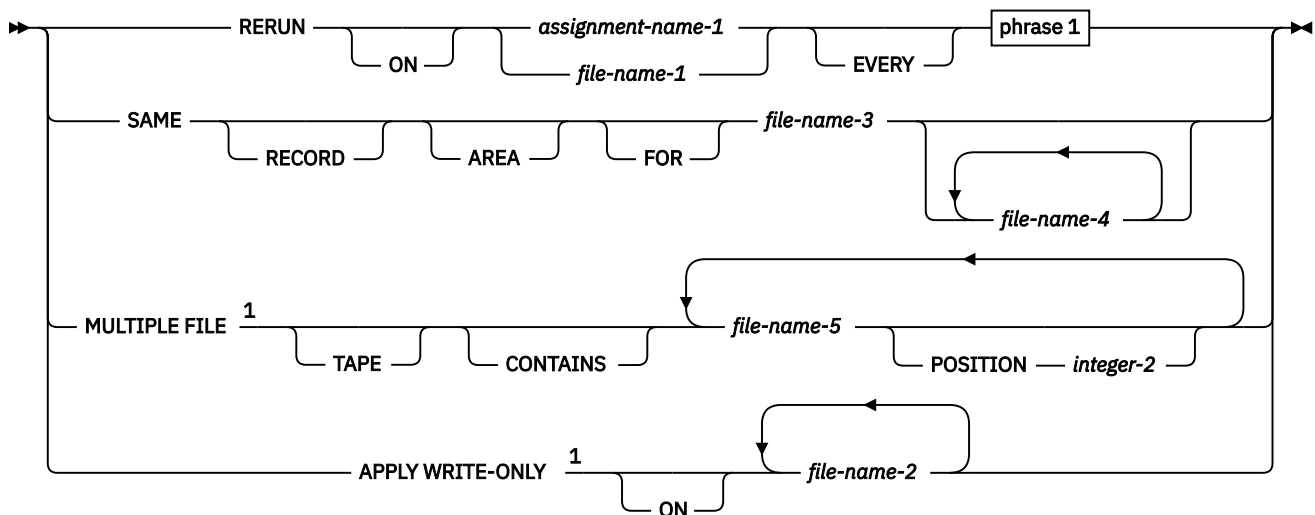 RERUN ON assignment-name-1 file-name-1 EVERY phrase 1
SAME RECORD AREA FOR file-name-3 file-name-4
MULTIPLE FILE 1 TAPE CONTAINS file-name-5 POSITION integer-2
APPLY WRITE-ONLY 1 ON file-name-2